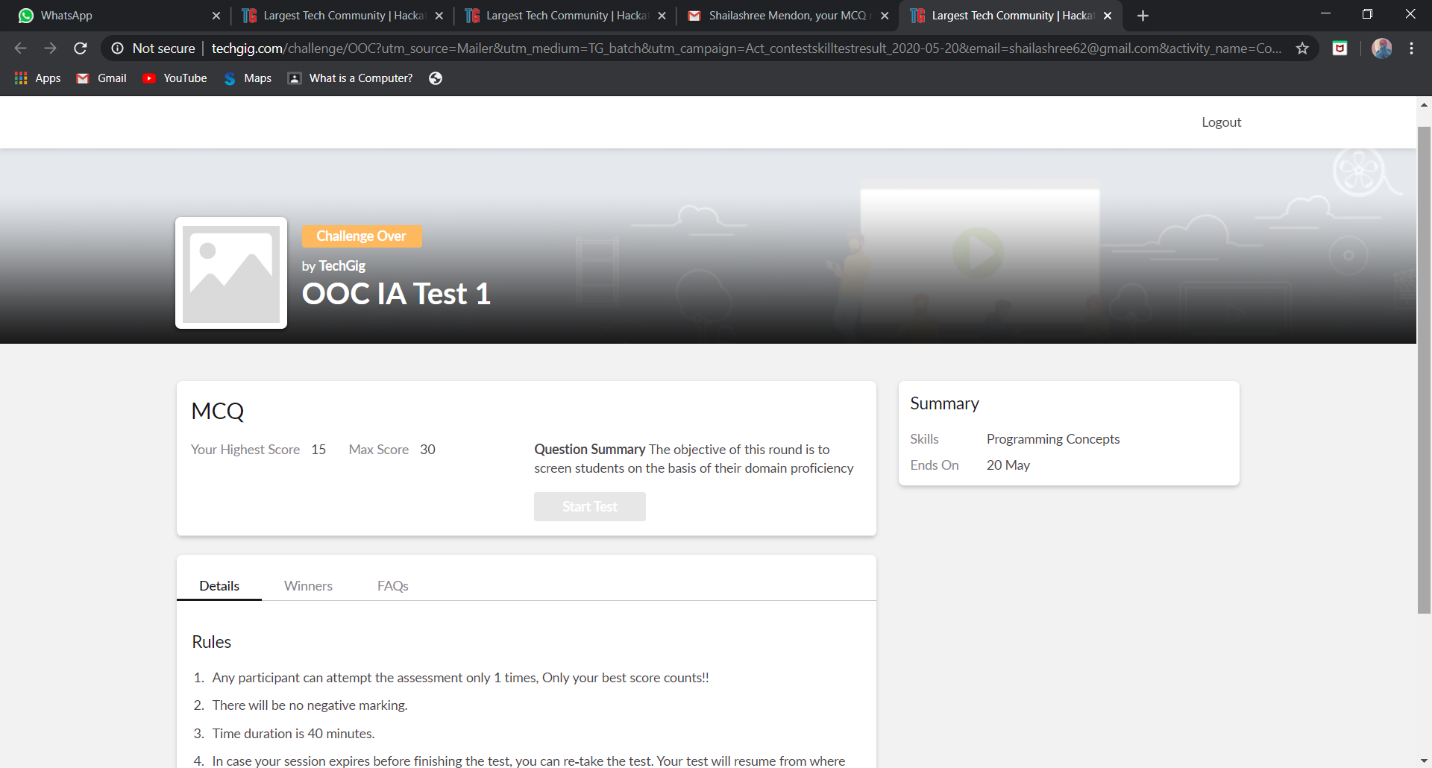 WhatsApp
Largest Tech Community | Hacka
Largest Tech Community | Hacka
Shailashree Mendon, your MCQ
Largest Tech Community | Hacka
Not secure | techgig.com/challenge/OOC?utm_source=Mailer&utm_medium=TG_batch&utm_campaign=Act_contestskilltestresult_2020-05-20&email=shailashree62@gmail.com&activity_name=Co...
Apps Gmail YouTube Maps What is a Computer?
Logout
Challenge Over
by TechGig
OOC IA Test 1
MCQ
Your Highest Score 15 Max Score 30
Question Summary The objective of this round is to
screen students on the basis of their domain proficiency
Start Test
Summary
Skills Programming Concepts
Ends On 20 May
Details Winners FAQs
Rules
1. Any participant can attempt the assessment only 1 times, Only your best score counts!!
2. There will be no negative marking.
3. Time duration is 40 minutes.
4. In case your session expires before finishing the test, you can re-take the test. Your test will resume from where